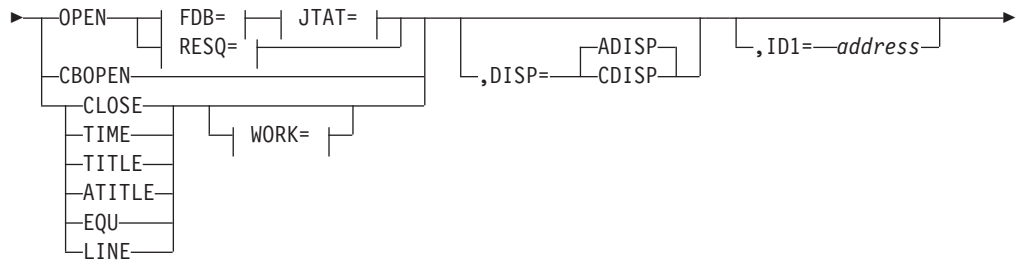 OPEN FDB= JTAT=
RESQ= ADISP ,ID1= address
CBOPEN ,DISP= CDISP
CLOSE
TIME WORK=
TITLE
ATITLE
EQU
LINE